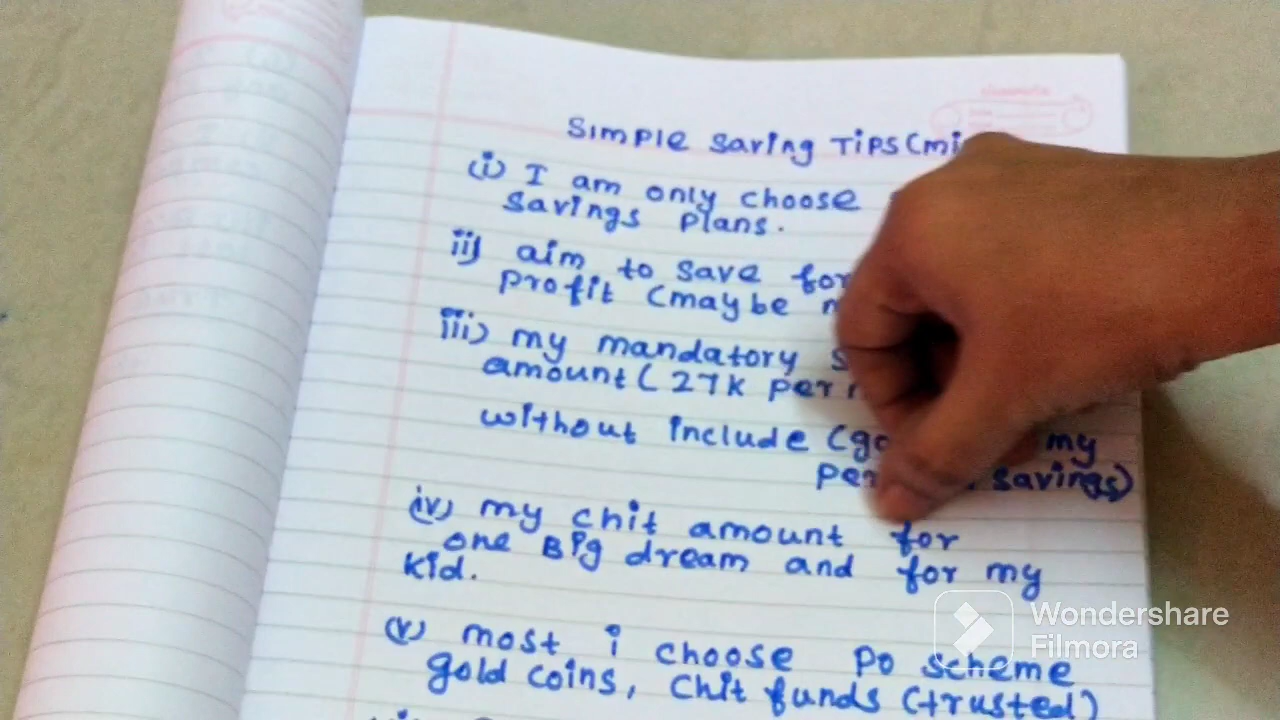 Simple Saving Tips (mi
(i) I am only choose
savings plans.
ii) aim to save for
profit (maybe
iii) my mandatory
amount ( 27K per
without include ( my
savings)
(iv) my chit amount for
one Big dream and for my
kid.
(v) most i choose Po scheme
gold coins, chit funds (trusted)
Wondershare
Filmora